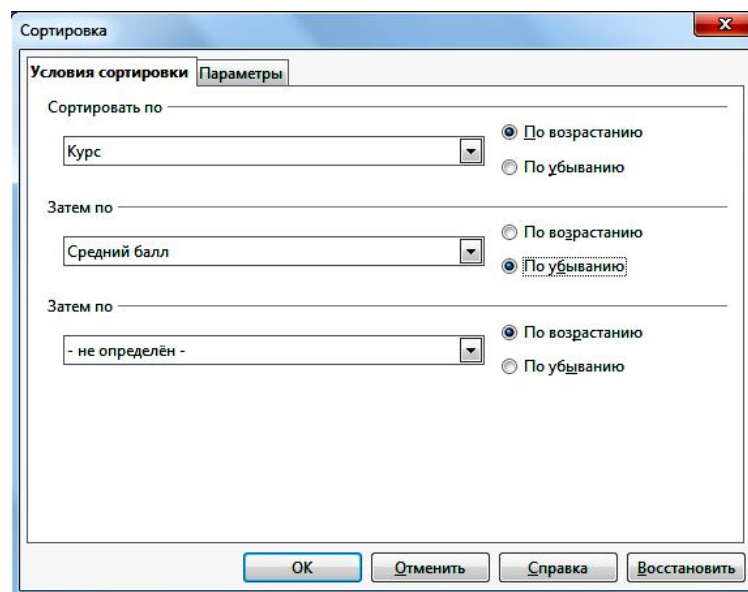 Сортировка
Условия сортировки Параметры
Сортировать по
Курс
По возрастанию
По убыванию
Затем по
Средний балл
По возрастанию
По убыванию
Затем по
- не определён -
По возрастанию
По убыванию
ОК Отменить Справка Восстановить